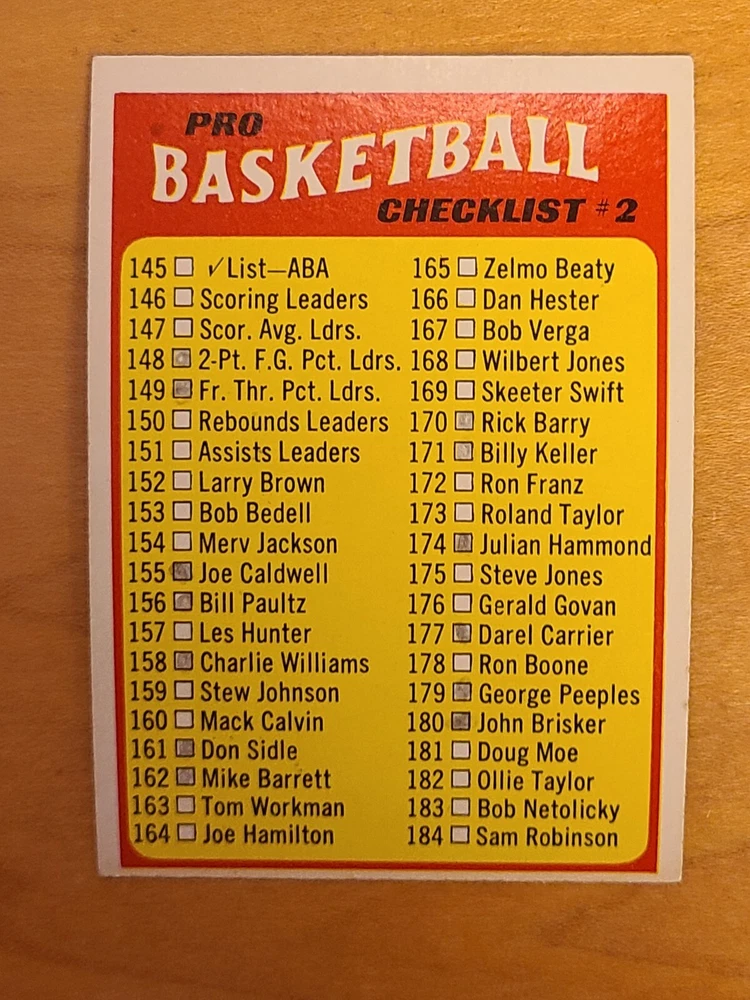 PRO
BASKETBALL
CHECKLIST #2
145 ✓List—ABA
146 Scoring Leaders
147 Scor. Avg. Ldrs.
148 2-Pt. F.G. Pct. Ldrs.
149 Fr. Thr. Pct. Ldrs.
150 Rebounds Leaders
151 Assists Leaders
152 Larry Brown
153 Bob Bedell
154 Merv Jackson
155 Joe Caldwell
156 Bill Paultz
157 Les Hunter
158 Charlie Williams
159 Stew Johnson
160 Mack Calvin
161 Don Sidle
162 Mike Barrett
163 Tom Workman
164 Joe Hamilton
165 Zelmo Beaty
166 Dan Hester
167 Bob Verga
168 Wilbert Jones
169 Skeeter Swift
170 Rick Barry
171 Billy Keller
172 Ron Franz
173 Roland Taylor
174 Julian Hammond
175 Steve Jones
176 Gerald Govan
177 Darel Carrier
178 Ron Boone
179 George Peeples
180 John Brisker
181 Doug Moe
182 Ollie Taylor
183 Bob Netolicky
184 Sam Robinson